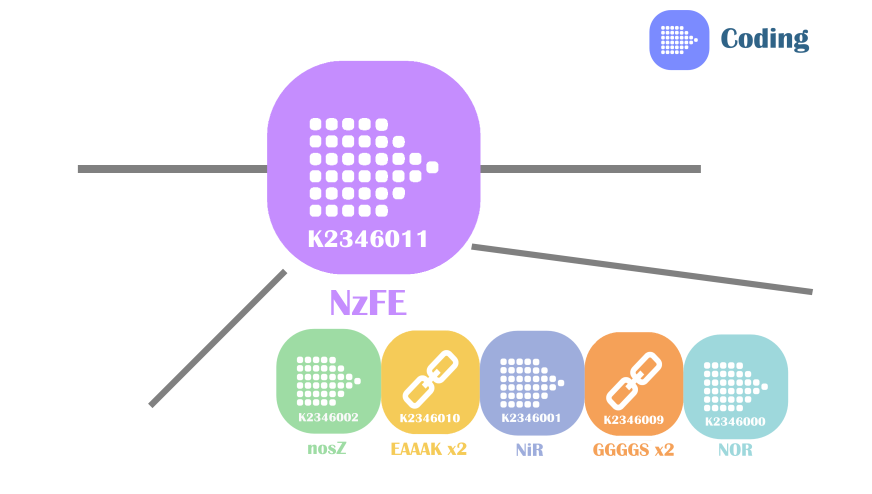 Coding
K2346011
NzFE
K2346002
K2346010
K2346001
K2346009
K2346000
nosZ
EAAAK x2
NiR
GGGGS x2
NOR